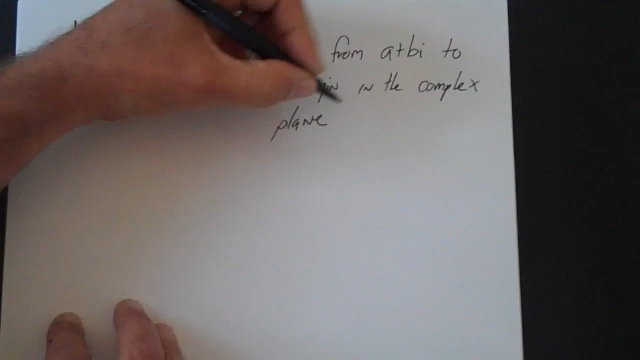 from a+bi to
in the complex
plane